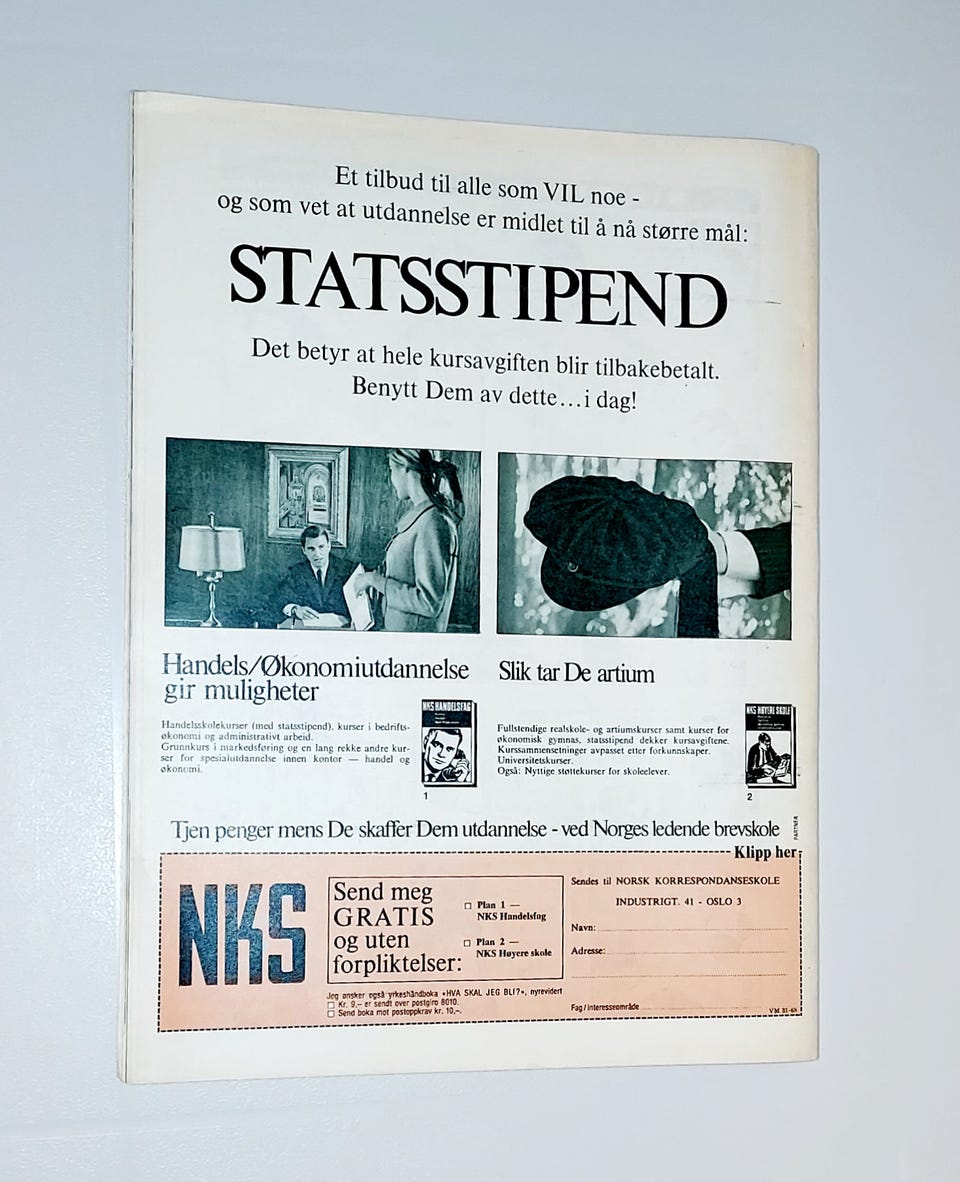 Et tilbud til alle som VIL noe -
og som vet at utdannelse er midlet til å nå større mål:
STATSSTIPEND
Det betyr at hele kursavgiften blir tilbakebetalt.
Benytt Dem av dette...i dag!
Handels/Økonomiutdannelse
gir muligheter
Handelsskolekurser (med statsstipend), kurser i bedrifts-
økonomi og administrativt arbeid.
Grunnkurs i markedsføring og en lang rekke andre kur-
ser for spesialutdannelse innen kontor — handel og
økonomi.
NKS HANDELSFAG
1
Slik tar De artium
Fullstendige realskole- og artiumskurser samt kurser for
økonomisk gymnas, statsstipend dekker kursavgiftene.
Kurssammensetninger avpasset etter forkunnskaper.
Universitetskurser.
Også: Nyttige støttekurser for skoleelever.
NKS HØYERE SKOLE
2
Tjen penger mens De skaffer Dem utdannelse - ved Norges ledende brevskole
PARTNER
Klipp her
NKS
Send meg
GRATIS
og uten
forpliktelser:
Plan 1 —
NKS Handelsfag
Plan 2 —
NKS Høyere skole
Jeg ønsker også yrkeshåndboka «HVA SKAL JEG BLI?», nyrevidert
Kr. 9,– er sendt over postgiro 8010.
Send boka mot postoppkrav kr. 10,–.
Sendes til NORSK KORRESPONDANSESKOLE
INDUSTRIGT. 41 - OSLO 3
Navn:
Adresse:
Fag/interesseområde